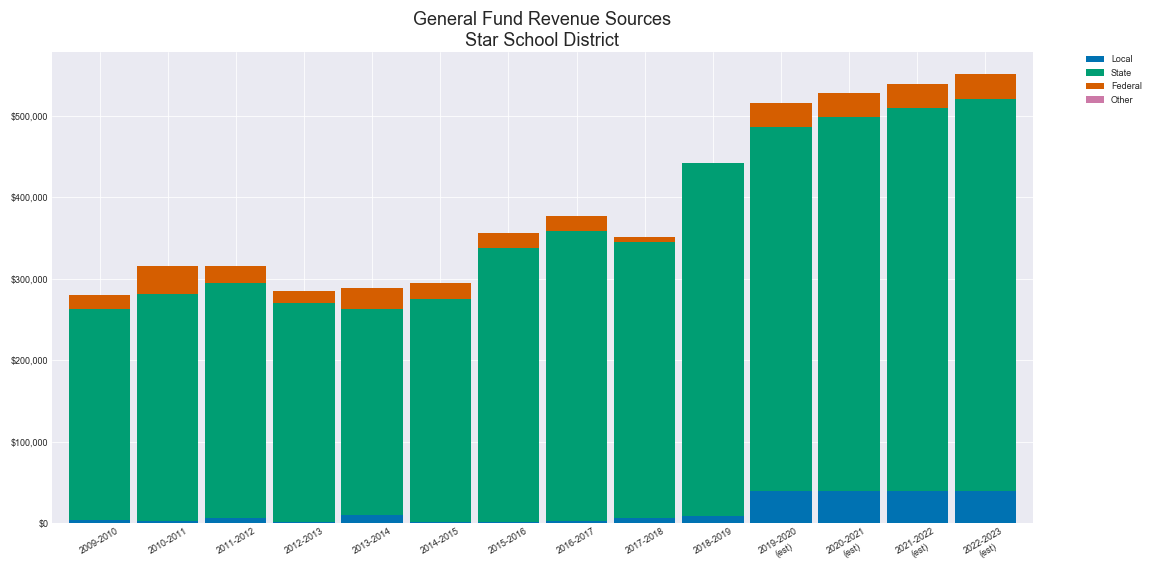 General Fund Revenue Sources
Star School District
Local
State
Federal
Other
$500,000
$400,000
$300,000
$200,000
$100,000
$0
2009-2010
2010-2011
2011-2012
2012-2013
2013-2014
2014-2015
2015-2016
2016-2017
2017-2018
2018-2019
2019-2020
(est)
2020-2021
(est)
2021-2022
(est)
2022-2023
(est)